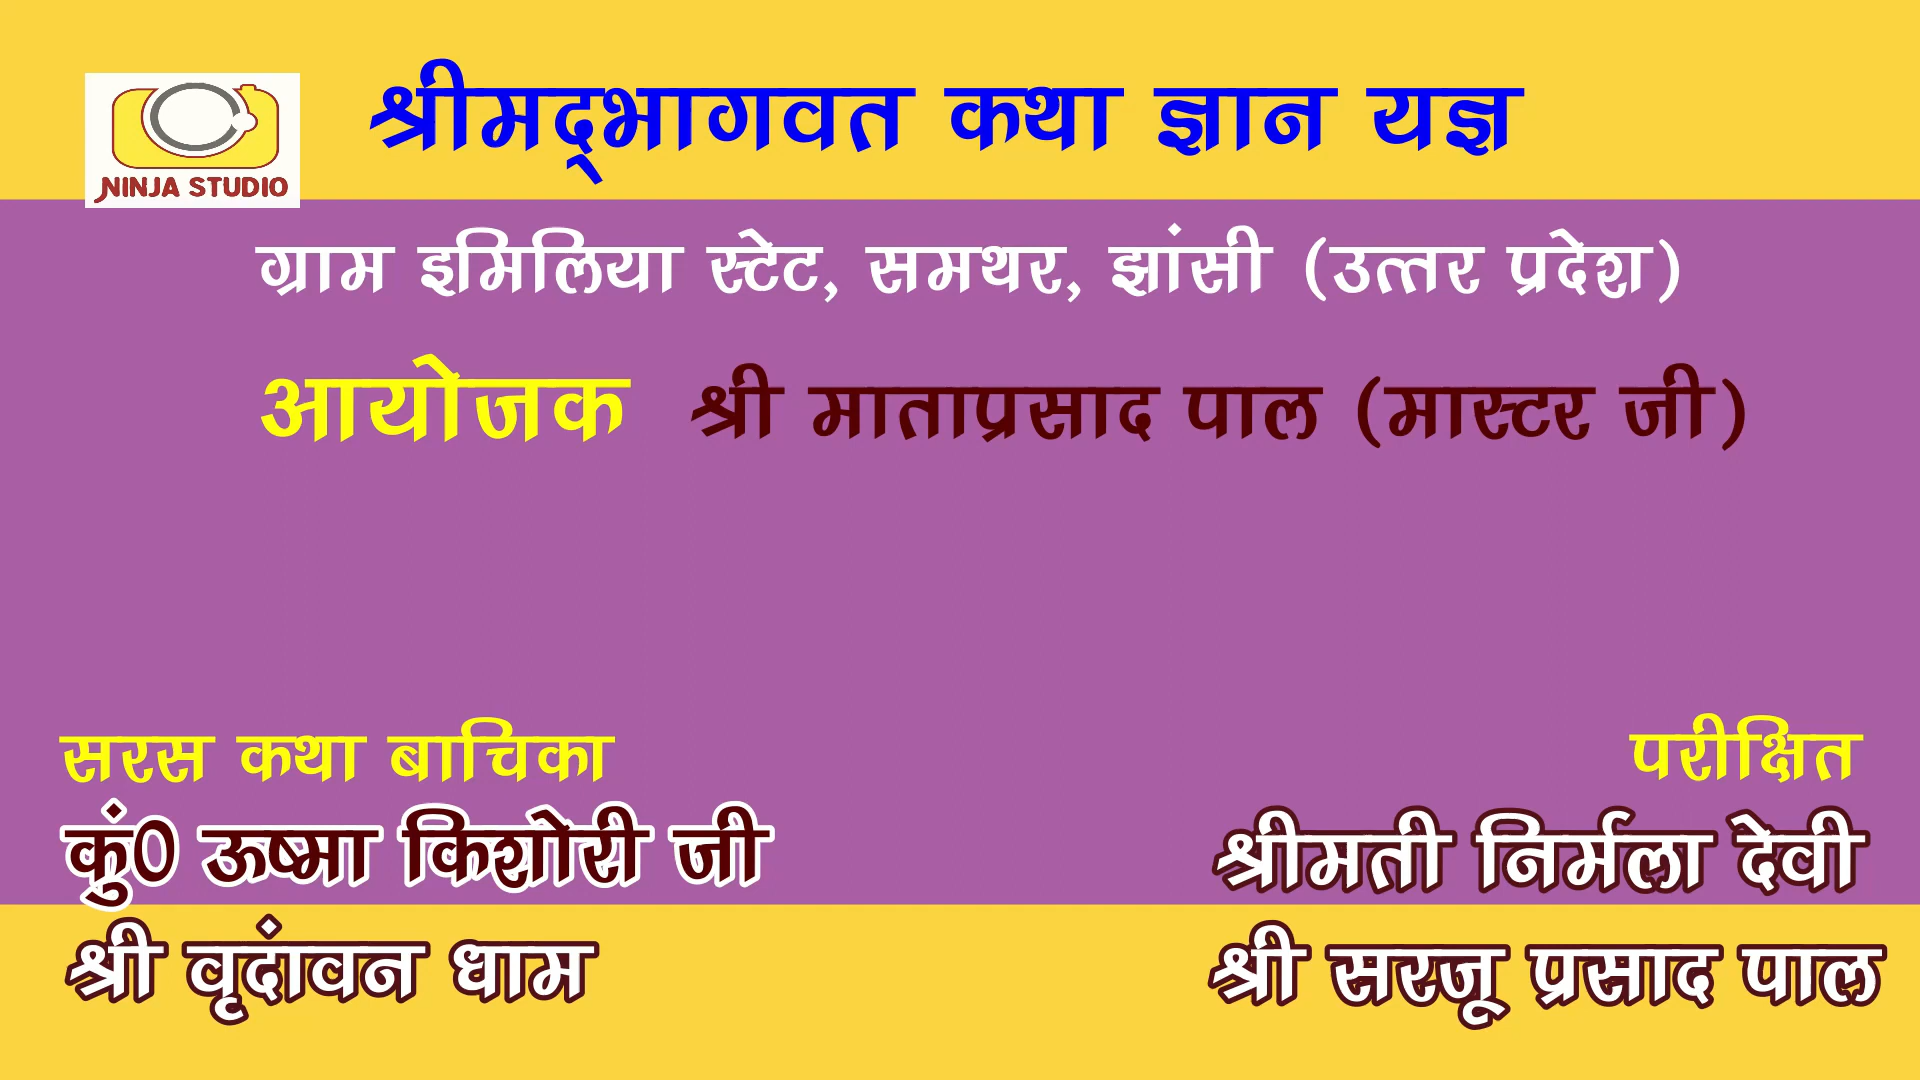 NINJA STUDIO
श्रीमद्भागवत कथा ज्ञान यज्ञ
ग्राम इमिलिया स्टेट, समथर, झांसी (उत्तर प्रदेश)
आयोजक श्री माताप्रसाद पाल (मास्टर जी)
सरस कथा बाचिका
कुं0 ऊष्मा किशोरी जी
श्री वृदांवन धाम
परीक्षित
श्रीमती निर्मला देवी
श्री सरजू प्रसाद पाल